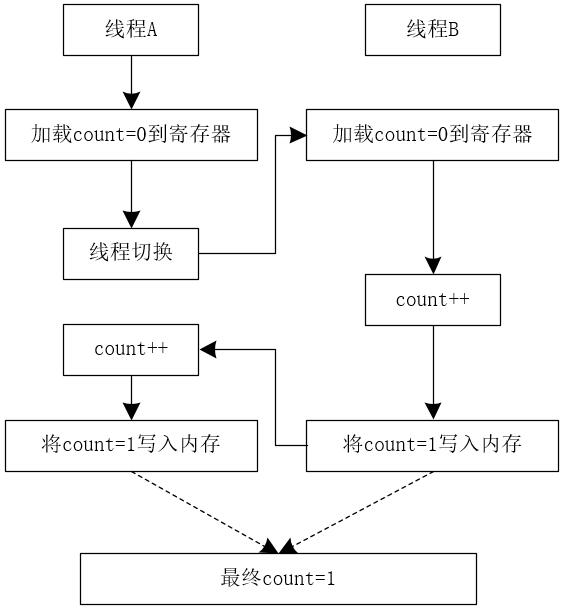 线程A
线程B
加载count=0到寄存器
加载count=0到寄存器
线程切换
count++
count++
将count=1写入内存
将count=1写入内存
最终count=1